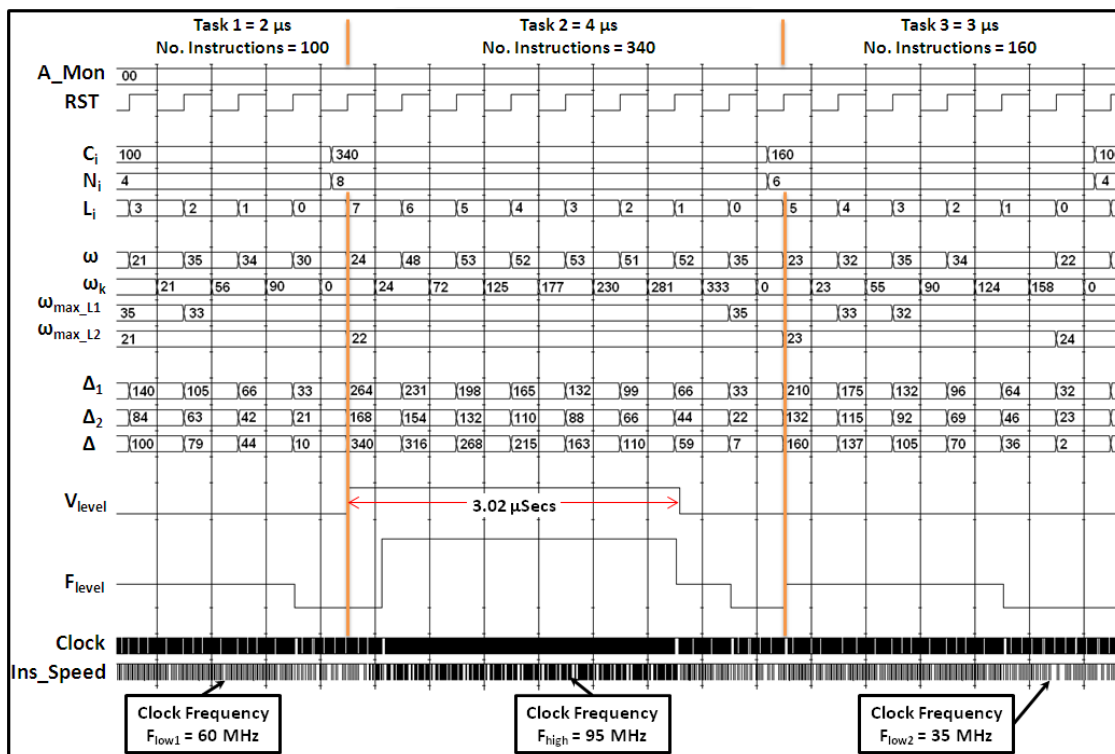 Task 1 = 2 µs Task 2 = 4 µs Task 3 = 3 µs
No. Instructions = 100 No. Instructions = 340 No. Instructions = 160
A_Mon 00
RST
Cᵢ 100 340 160 100
Nᵢ 4 8 6 4
Lᵢ 3 2 1 0 7 6 5 4 3 2 1 0 5 4 3 2 1 0
ω 21 35 34 30 24 48 53 52 53 51 52 35 23 32 35 34 22
ωₖ 21 56 90 0 24 72 125 177 230 281 333 0 23 55 90 124 158 0
ωmax_L1 35 33 35 33 32
ωmax_L2 21 22 23 24
Δ₁ 140 105 66 33 264 231 198 165 132 99 66 33 210 175 132 96 64 32
Δ₂ 84 63 42 21 168 154 132 110 88 66 44 22 132 115 92 69 46 23
Δ 100 79 44 10 340 316 268 215 163 110 59 7 160 137 105 70 36 2
Vlevel 3.02 µSecs
Flevel
Clock
Ins_Speed
Clock Frequency Clock Frequency Clock Frequency
Flow1 = 60 MHz Fhigh = 95 MHz Flow2 = 35 MHz